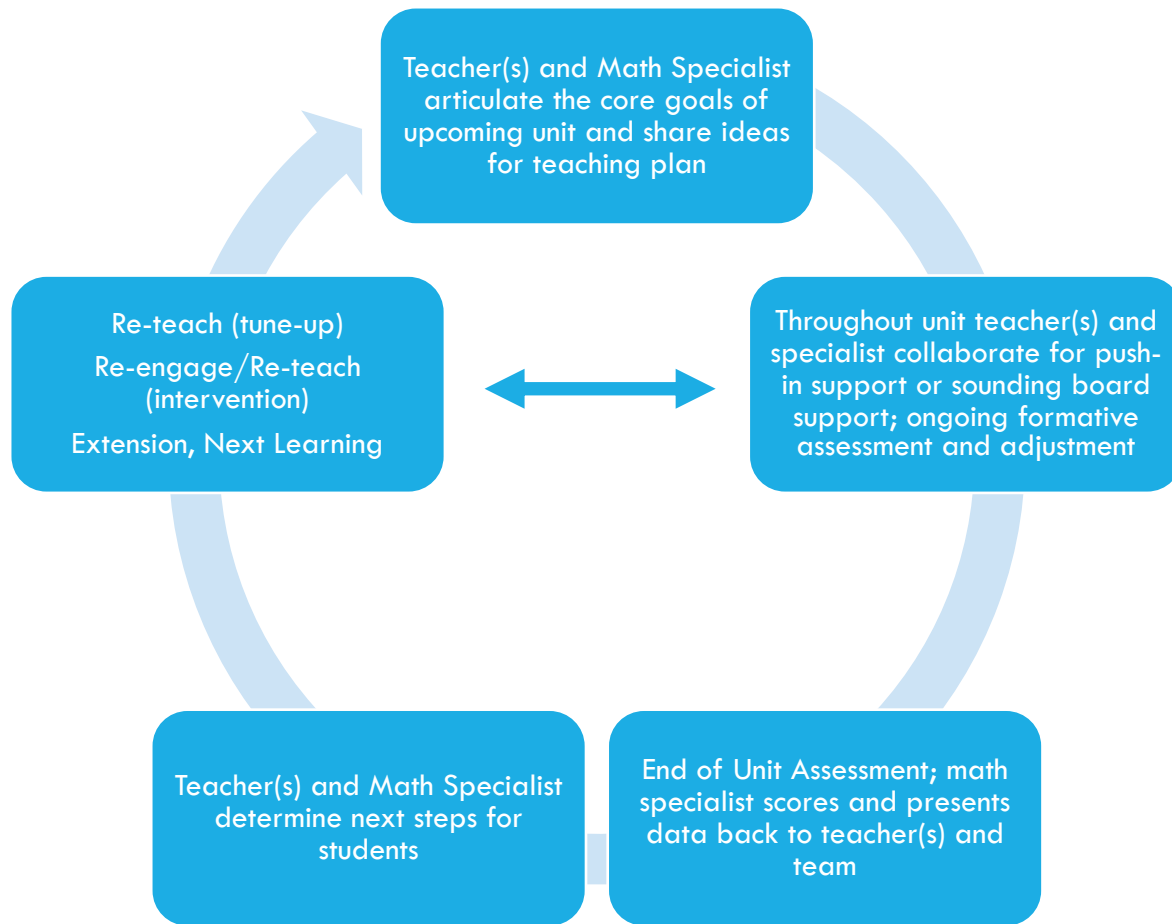 Teacher(s) and Math Specialist
articulate the core goals of
upcoming unit and share ideas
for teaching plan
Throughout unit teacher(s) and
specialist collaborate for push-
in support or sounding board
support; ongoing formative
assessment and adjustment
End of Unit Assessment; math
specialist scores and presents
data back to teacher(s) and
team
Teacher(s) and Math Specialist
determine next steps for
students
Re-teach (tune-up)
Re-engage/Re-teach
(intervention)
Extension, Next Learning